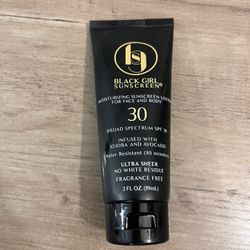 BLACK GIRL
SUNSCREEN®
MOISTURIZING SUNSCREEN LOTION
FOR FACE AND BODY
30
BROAD SPECTRUM SPF 30
INFUSED WITH
JOJOBA AND AVOCADO
(Water Resistant (80 minutes)
ULTRA SHEER
NO WHITE RESIDUE
FRAGRANCE FREE
3 FL OZ (89mL)